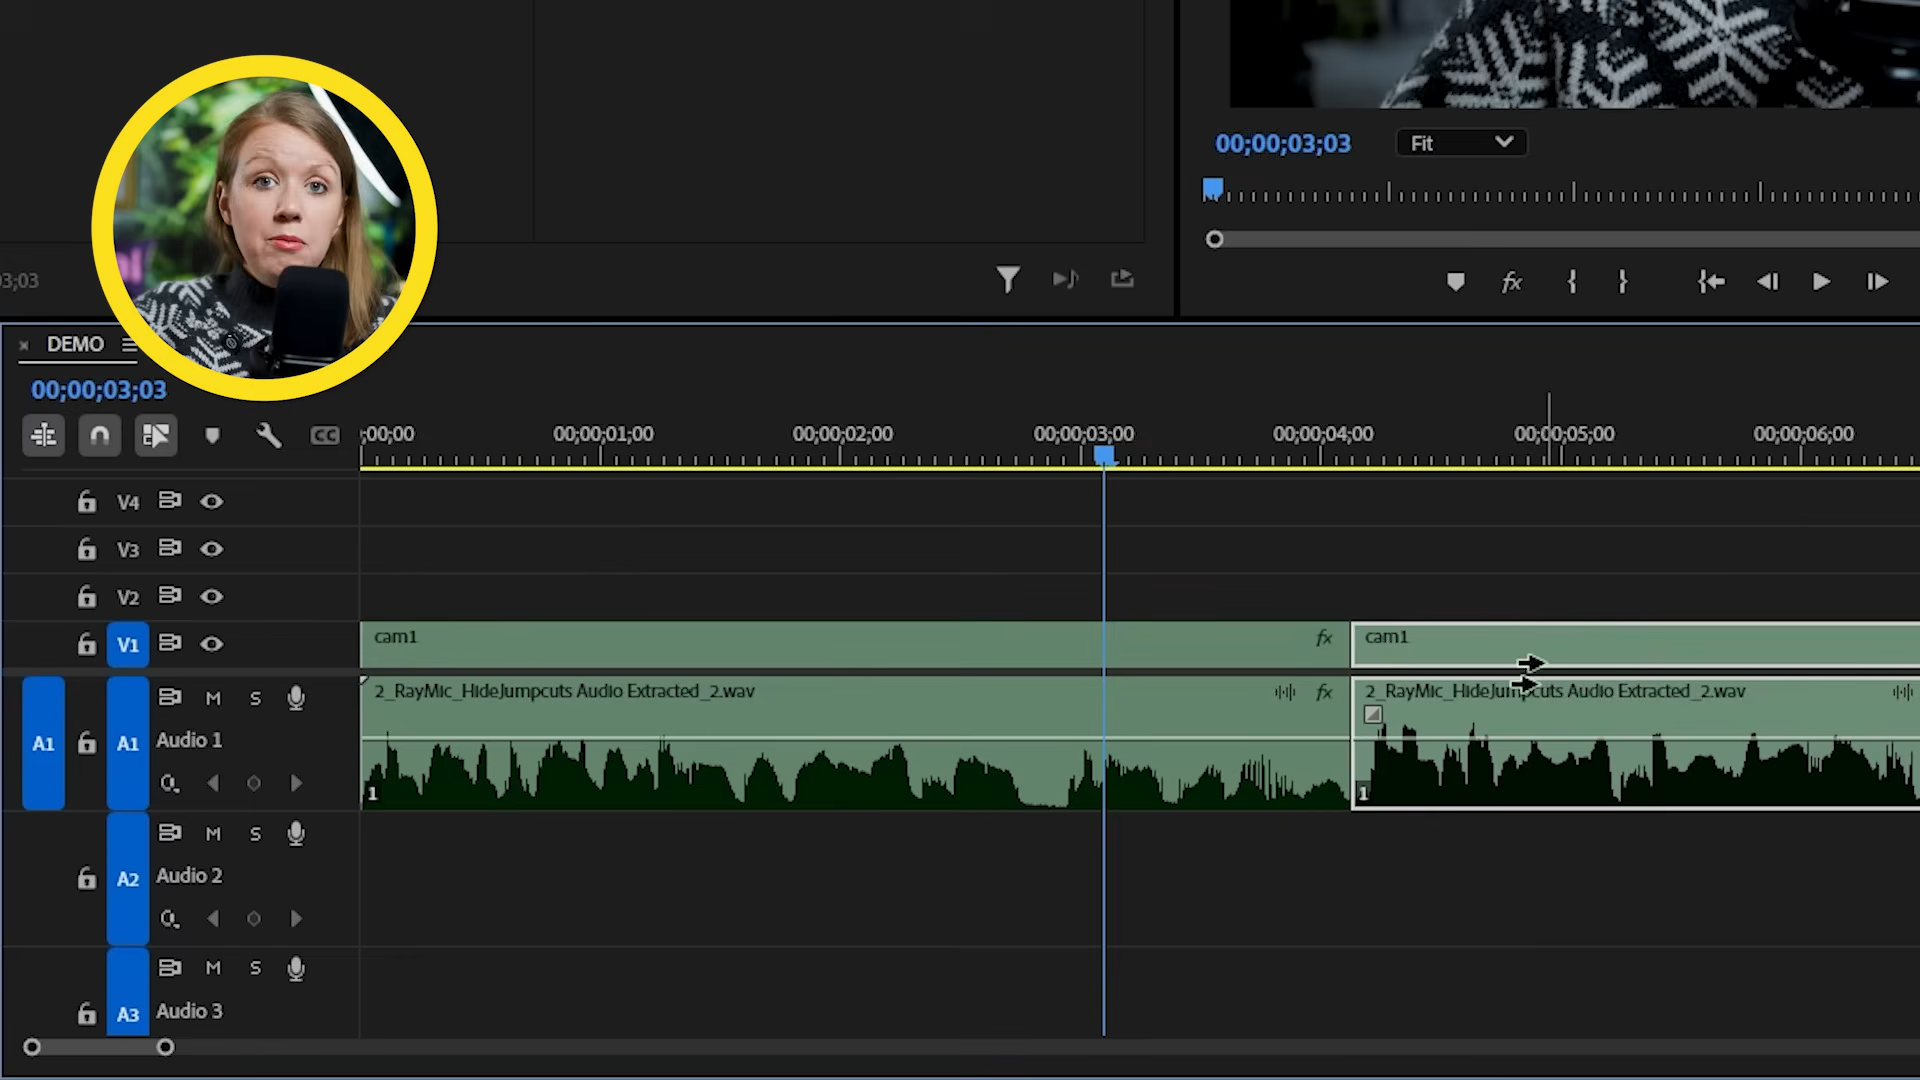 00;00;03;03
Fit
03;03
fx
DEMO
00;00;03;03
CC
;00;00
00;00;01;00
00;00;02;00
00;00;03;00
00;00;04;00
00;00;05;00
00;00;06;00
V4
V3
V2
V1
cam1
fx
cam1
A1
A1
M
S
Audio 1
2_RayMic_HideJumpcuts Audio Extracted_2.wav
fx
1
2_RayMic_HideJumpcuts Audio Extracted_2.wav
1
A2
M
S
Audio 2
A3
M
S
Audio 3